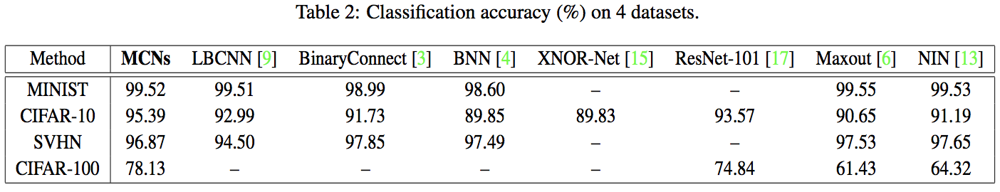 Table 2: Classification accuracy (%) on 4 datasets.
Method MCNs LBCNN [9] BinaryConnect [3] BNN [4] XNOR-Net [15] ResNet-101 [17] Maxout [6] NIN [13]
MINIST 99.52 99.51 98.99 98.60 – – 99.55 99.53
CIFAR-10 95.39 92.99 91.73 89.85 89.83 93.57 90.65 91.19
SVHN 96.87 94.50 97.85 97.49 – – 97.53 97.65
CIFAR-100 78.13 – – – – 74.84 61.43 64.32